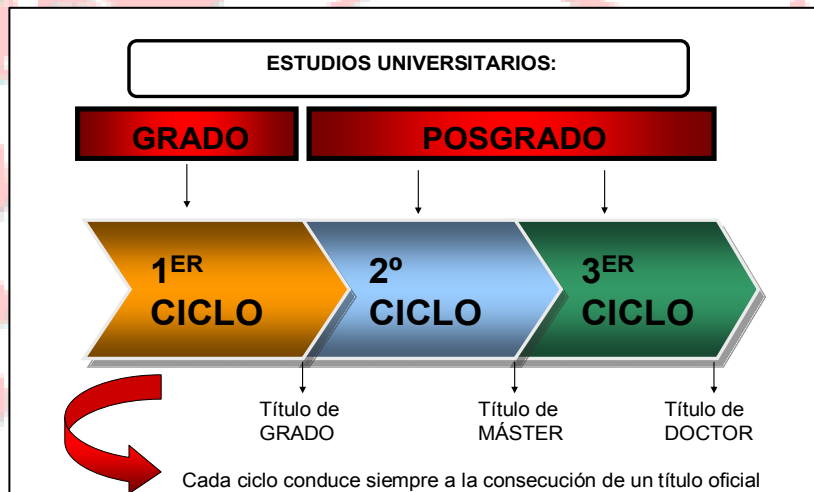 ESTUDIOS UNIVERSITARIOS:
GRADO
POSGRADO
1ER
CICLO
2º
CICLO
3ER
CICLO
Título de
GRADO
Título de
MÁSTER
Título de
DOCTOR
Cada ciclo conduce siempre a la consecución de un título oficial